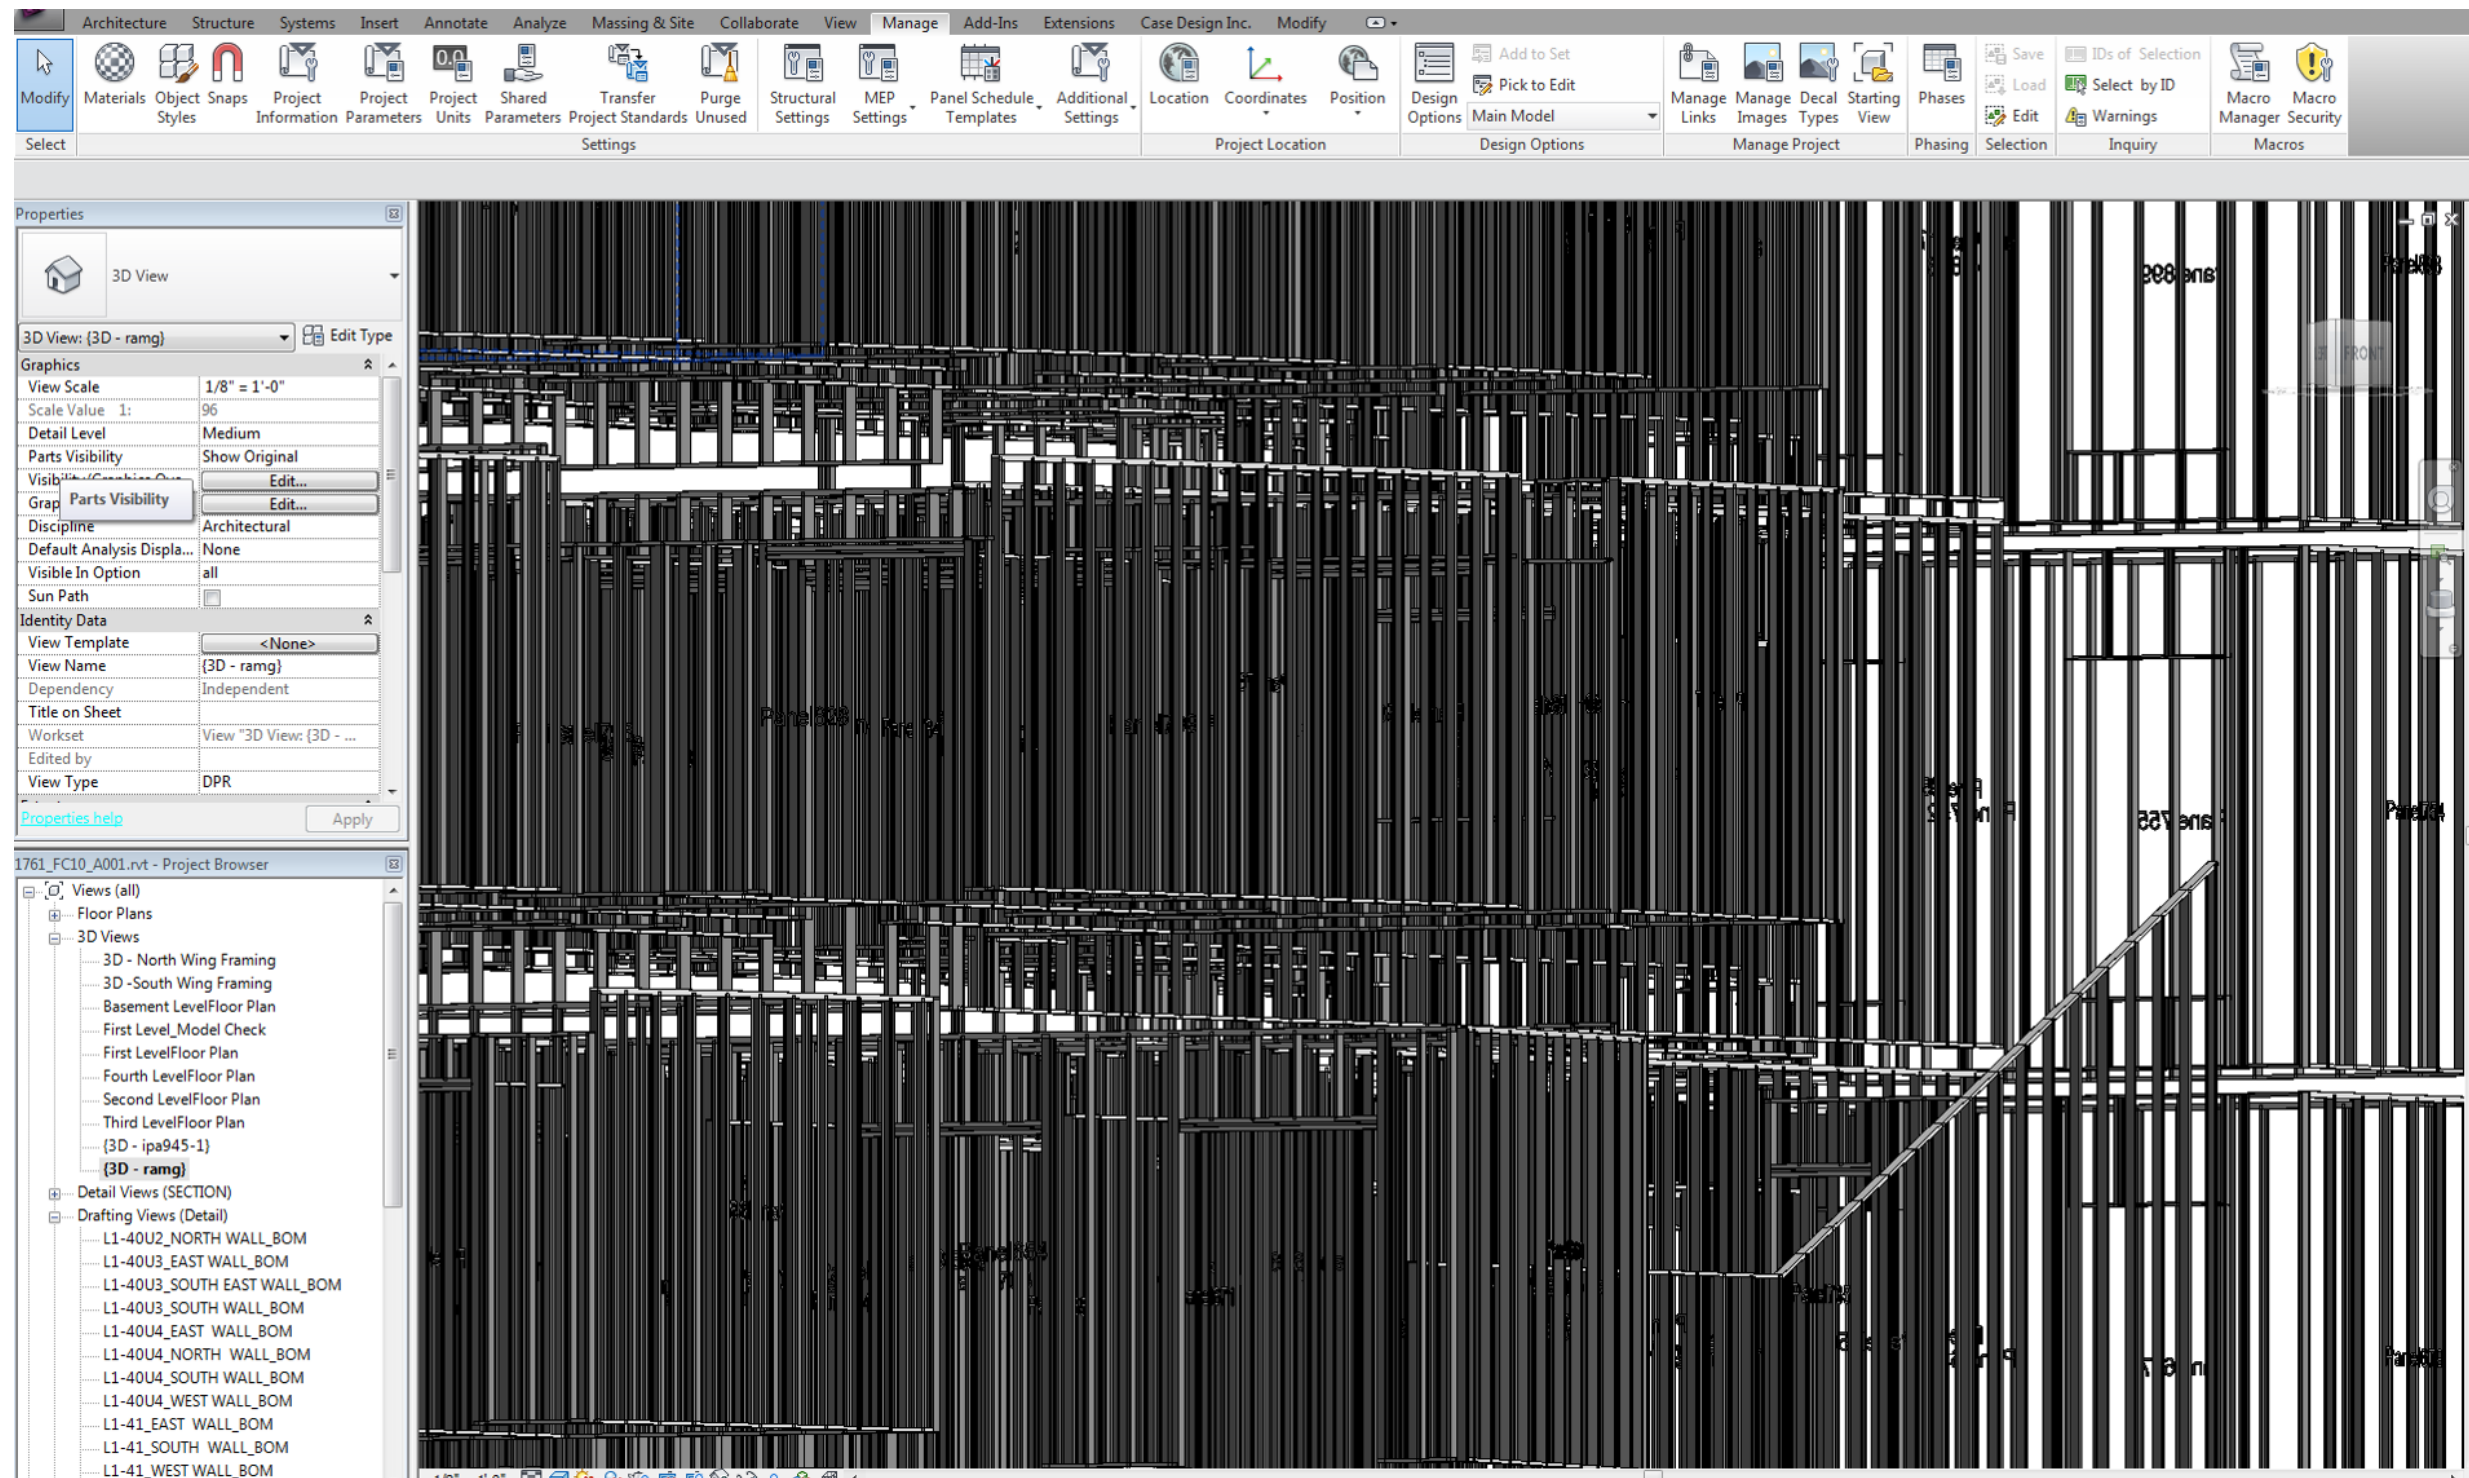 Architecture Structure Systems Insert Annotate Analyze Massing & Site Collaborate View Manage Add-Ins Extensions Case Design Inc. Modify
Modify
Materials
Object Styles
Snaps
Project Information
Project Parameters
Project Units
Shared Parameters
Transfer Project Standards
Purge Unused
Structural Settings
MEP Settings
Panel Schedule Templates
Additional Settings
Location
Coordinates
Position
Design Options
Add to Set
Pick to Edit
Main Model
Manage Links
Manage Images
Decal Types
Starting View
Phases
Save
Load
Edit
IDs of Selection
Select by ID
Warnings
Macro Manager
Macro Security
Select Settings Project Location Design Options Manage Project Phasing Selection Inquiry Macros
Properties
3D View
3D View: {3D - ramg} Edit Type
Graphics
View Scale 1/8" = 1'-0"
Scale Value 1: 96
Detail Level Medium
Parts Visibility Show Original
Edit...
Parts Visibility
Edit...
Discipline Architectural
Default Analysis Displa... None
Visible In Option all
Sun Path
Identity Data
View Template <None>
View Name {3D - ramg}
Dependency Independent
Title on Sheet
Workset View "3D View: {3D - ...
Edited by
View Type DPR
Properties help Apply
1761_FC10_A001.rvt - Project Browser
Views (all)
Floor Plans
3D Views
3D - North Wing Framing
3D -South Wing Framing
Basement LevelFloor Plan
First Level_Model Check
First LevelFloor Plan
Fourth LevelFloor Plan
Second LevelFloor Plan
Third LevelFloor Plan
{3D - ipa945-1}
{3D - ramg}
Detail Views (SECTION)
Drafting Views (Detail)
L1-40U2_NORTH WALL_BOM
L1-40U3_EAST WALL_BOM
L1-40U3_SOUTH EAST WALL_BOM
L1-40U3_SOUTH WALL_BOM
L1-40U4_EAST WALL_BOM
L1-40U4_NORTH WALL_BOM
L1-40U4_SOUTH WALL_BOM
L1-40U4_WEST WALL_BOM
L1-41_EAST WALL_BOM
L1-41_SOUTH WALL_BOM
L1-41_WEST WALL_BOM
FRONT